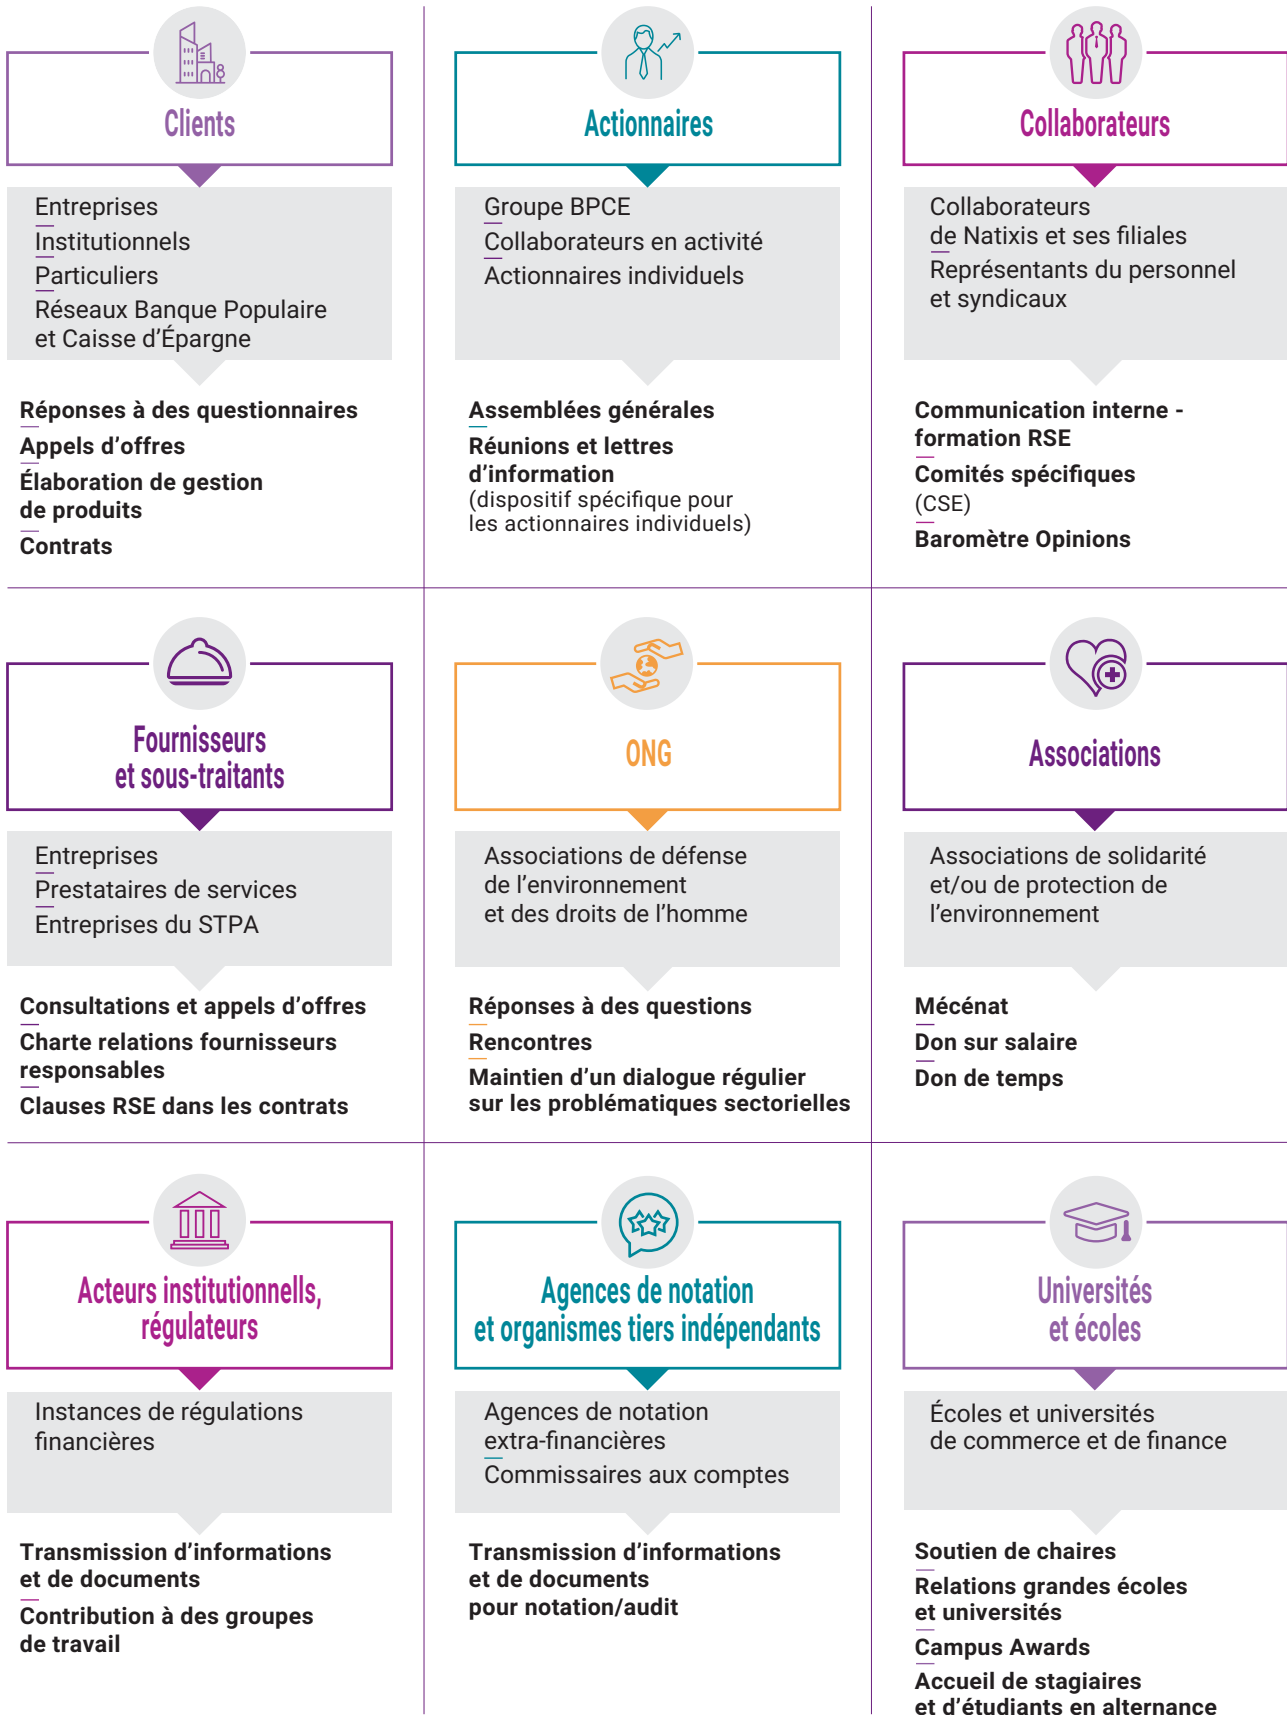 Clients
Entreprises
Institutionnels
Particuliers
Réseaux Banque Populaire
et Caisse d’Épargne
Réponses à des questionnaires
Appels d’offres
Élaboration de gestion
de produits
Contrats
Actionnaires
Groupe BPCE
Collaborateurs en activité
Actionnaires individuels
Assemblées générales
Réunions et lettres
d’information
(dispositif spécifique pour
les actionnaires individuels)
Collaborateurs
Collaborateurs
de Natixis et ses filiales
Représentants du personnel
et syndicaux
Communication interne -
formation RSE
Comités spécifiques
(CSE)
Baromètre Opinions
Fournisseurs
et sous-traitants
Entreprises
Prestataires de services
Entreprises du STPA
Consultations et appels d’offres
Charte relations fournisseurs
responsables
Clauses RSE dans les contrats
ONG
Associations de défense
de l’environnement
et des droits de l’homme
Réponses à des questions
Rencontres
Maintien d’un dialogue régulier
sur les problématiques sectorielles
Associations
Associations de solidarité
et/ou de protection de
l’environnement
Mécénat
Don sur salaire
Don de temps
Acteurs institutionnells,
régulateurs
Instances de régulations
financières
Transmission d’informations
et de documents
Contribution à des groupes
de travail
Agences de notation
et organismes tiers indépendants
Agences de notation
extra-financières
Commissaires aux comptes
Transmission d’informations
et de documents
pour notation/audit
Universités
et écoles
Écoles et universités
de commerce et de finance
Soutien de chaires
Relations grandes écoles
et universités
Campus Awards
Accueil de stagiaires
et d’étudiants en alternance